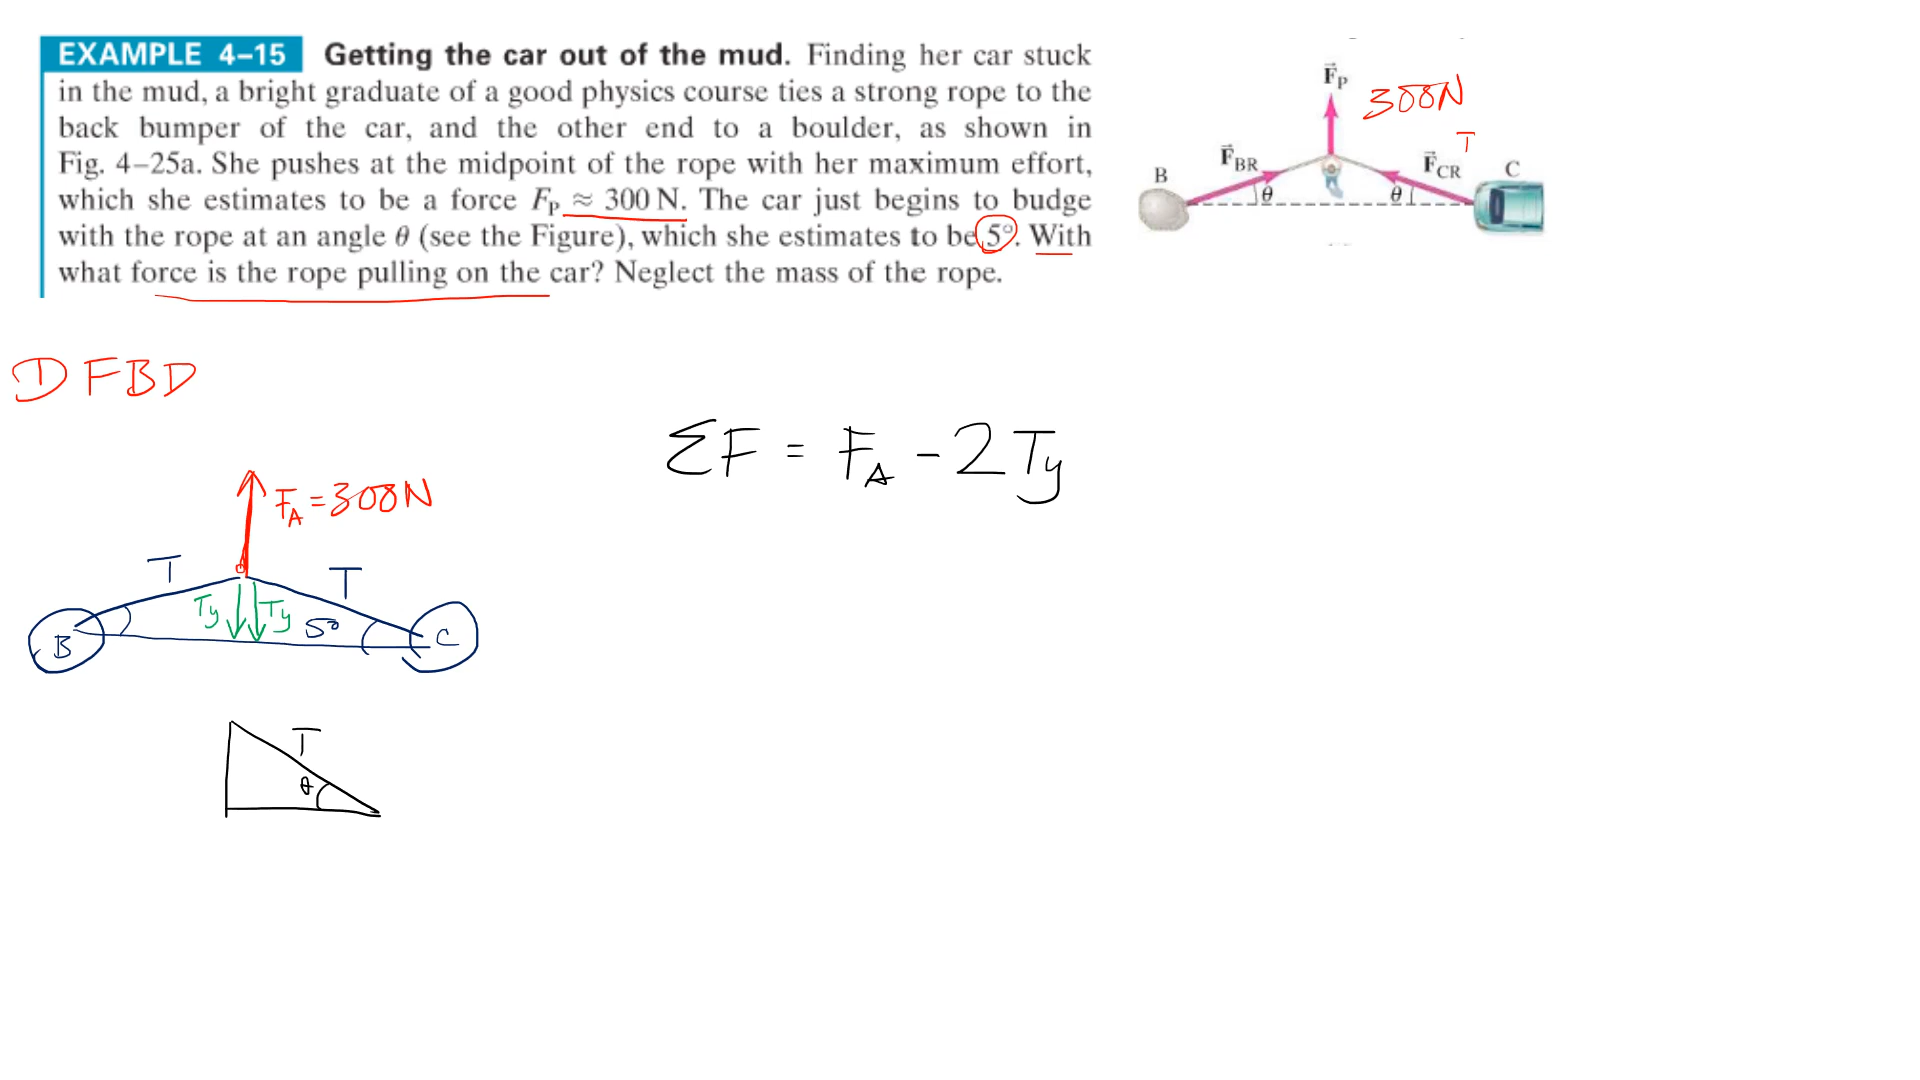 EXAMPLE 4–15 Getting the car out of the mud. Finding her car stuck
in the mud, a bright graduate of a good physics course ties a strong rope to the
back bumper of the car, and the other end to a boulder, as shown in
Fig. 4–25a. She pushes at the midpoint of the rope with her maximum effort,
which she estimates to be a force F_P ≈ 300 N. The car just begins to budge
with the rope at an angle θ (see the Figure), which she estimates to be 5°. With
what force is the rope pulling on the car? Neglect the mass of the rope.
F_P
300N
T
F_BR
F_CR
B
C
θ
θ
DFBD
ΣF = F_A - 2Ty
F_A = 300N
T
T
Ty
Ty
5°
B
C
T
θ